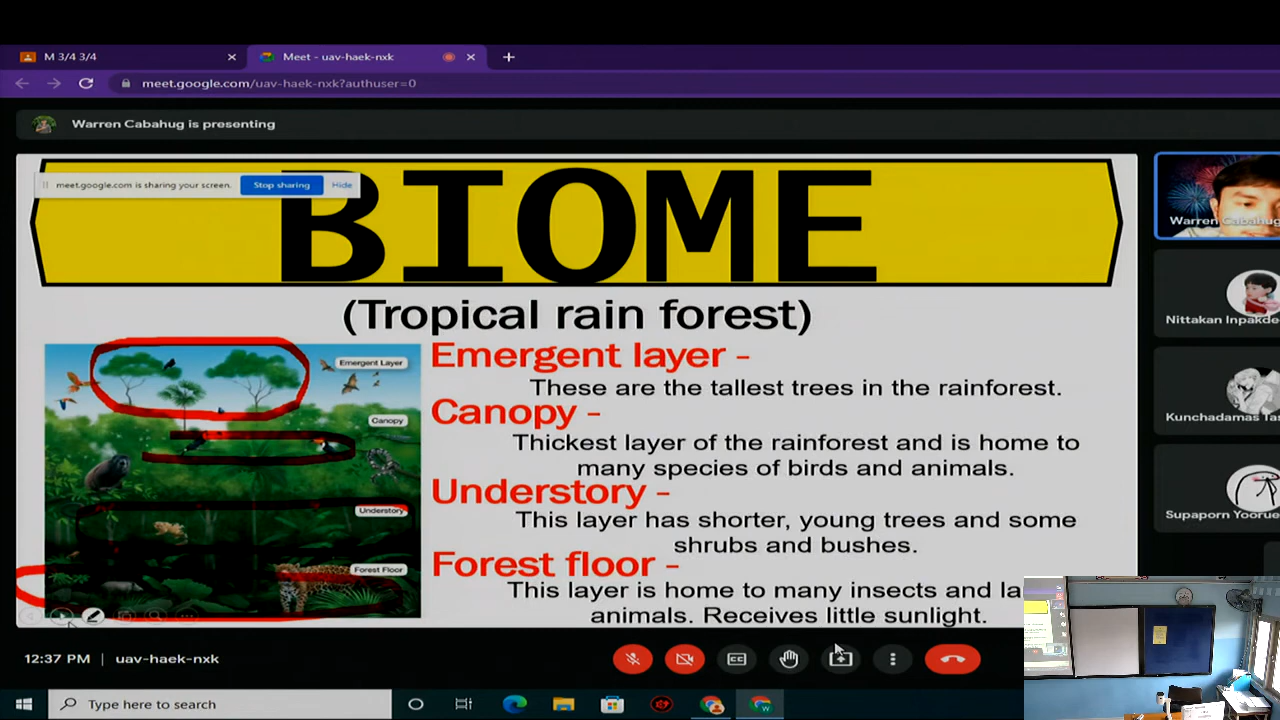 M 3/4 3/4
Meet - uav-haek-nxk
meet.google.com/uav-haek-nxk?authuser=0
Warren Cabahug is presenting
meet.google.com is sharing your screen.
Stop sharing
Hide
BIOME
(Tropical rain forest)
Emergent Layer
Canopy
Understory
Forest Floor
Emergent layer -
These are the tallest trees in the rainforest.
Canopy -
Thickest layer of the rainforest and is home to
many species of birds and animals.
Understory -
This layer has shorter, young trees and some
shrubs and bushes.
Forest floor -
This layer is home to many insects and la
animals. Receives little sunlight.
Warren Cabahug
Nittakan Inpakde
Kunchadamas Tas
Supaporn Yoorue
12:37 PM | uav-haek-nxk
Type here to search